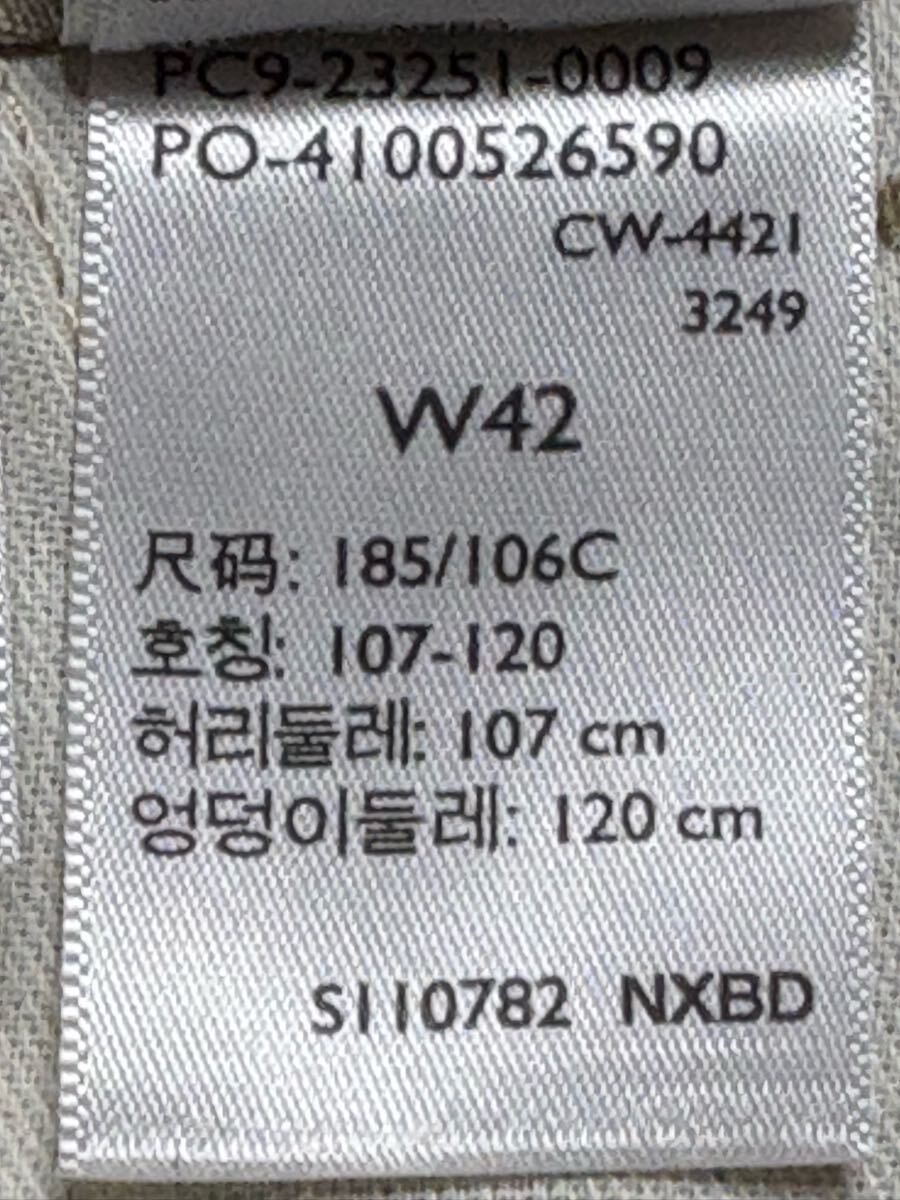 PC9-23251-0009
PO-4100526590
CW-4421
3249
W42
尺码: 185/106C
호칭: 107-120
허리둘레: 107 cm
엉덩이둘레: 120 cm
S110782 NXBD